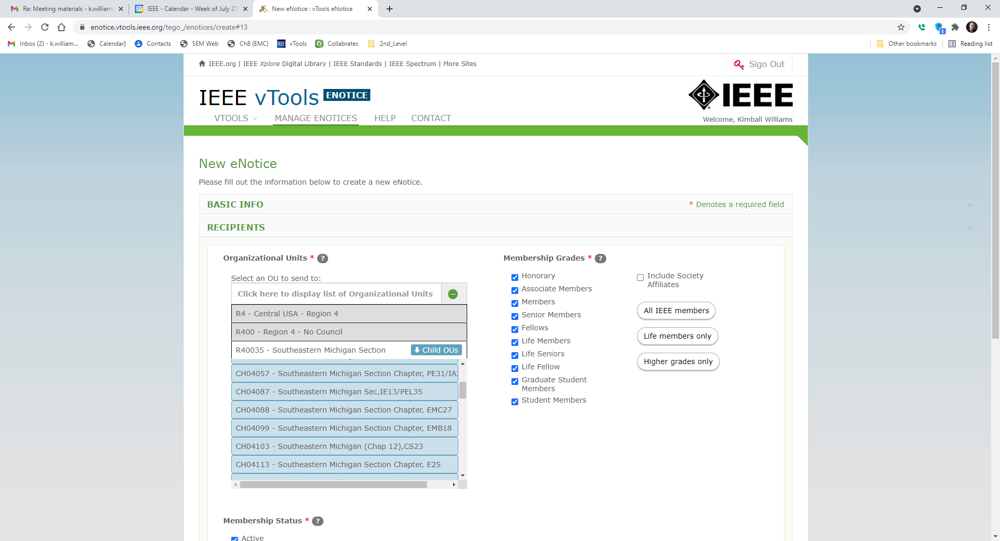 Re: Meeting materials - k.williams
IEEE - Calendar - Week of July 25
New eNotice : vTools eNotice
enotice.vtools.ieee.org/tego_/enotices/create#13
Inbox (2) - k.william... Calendar] Contacts SEM Web Ch8 (EMC) IEEE vTools Collabratec 2nd_Level Other bookmarks Reading list
IEEE.org | IEEE Xplore Digital Library | IEEE Standards | IEEE Spectrum | More Sites
Sign Out
IEEE vTools ENOTICE
IEEE
VTOOLS MANAGE ENOTICES HELP CONTACT
Welcome, Kimball Williams
New eNotice
Please fill out the information below to create a new eNotice.
BASIC INFO
* Denotes a required field
RECIPIENTS
Organizational Units * ?
Select an OU to send to:
Click here to display list of Organizational Units
R4 - Central USA - Region 4
R400 - Region 4 - No Council
R40035 - Southeastern Michigan Section
Child OUs
CH04057 - Southeastern Michigan Section Chapter, PE31/IA
CH04087 - Southeastern Michigan Sec,IE13/PEL35
CH04088 - Southeastern Michigan Section Chapter, EMC27
CH04099 - Southeastern Michigan Section Chapter, EMB18
CH04103 - Southeastern Michigan (Chap 12),CS23
CH04113 - Southeastern Michigan Section Chapter, E25
Membership Grades * ?
Honorary
Associate Members
Members
Senior Members
Fellows
Life Members
Life Seniors
Life Fellow
Graduate Student
Members
Student Members
Include Society
Affiliates
All IEEE members
Life members only
Higher grades only
Membership Status * ?
Active